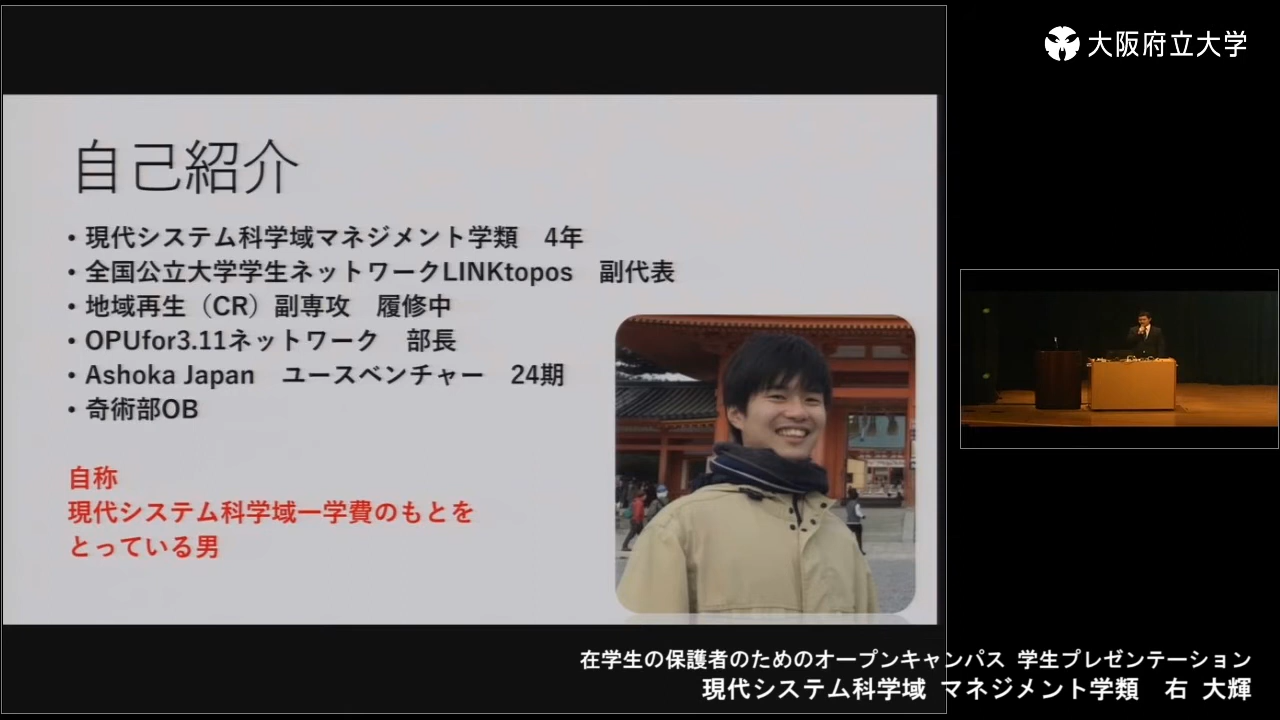 大阪府立大学
自己紹介
• 現代システム科学域マネジメント学類　4年
• 全国公立大学学生ネットワークLINKtopos　副代表
• 地域再生（CR）副専攻　履修中
• OPUfor3.11ネットワーク　部長
• Ashoka Japan　ユースベンチャー　24期
• 奇術部OB
自称
現代システム科学域一学費のもとを
とっている男
在学生の保護者のためのオープンキャンパス 学生プレゼンテーション
現代システム科学域 マネジメント学類　右 大輝